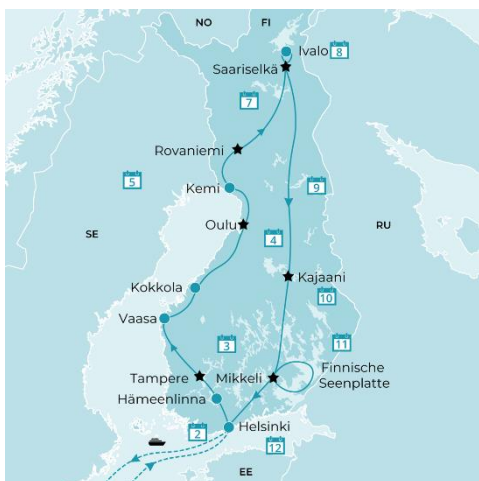 NO
FI
Ivalo
8
Saariselkä
7
Rovaniemi
5
Kemi
9
SE
Oulu
4
RU
Kajaani
Kokkola
10
Vaasa
3
11
Tampere
Mikkeli
Finnische
Seenplatte
Hämeenlinna
2
Helsinki
12
EE